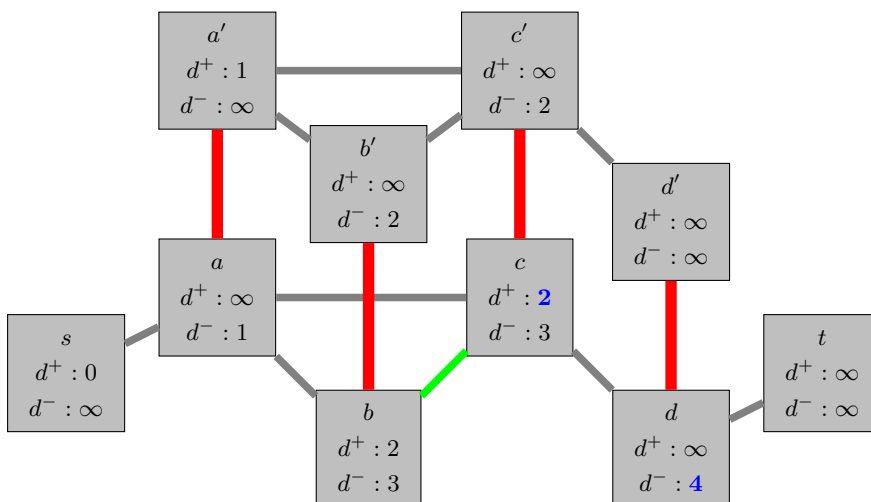 a′
d⁺ : 1
d⁻ : ∞
c′
d⁺ : ∞
d⁻ : 2
b′
d⁺ : ∞
d⁻ : 2
d′
d⁺ : ∞
d⁻ : ∞
a
d⁺ : ∞
d⁻ : 1
c
d⁺ : 2
d⁻ : 3
s
d⁺ : 0
d⁻ : ∞
t
d⁺ : ∞
d⁻ : ∞
b
d⁺ : 2
d⁻ : 3
d
d⁺ : ∞
d⁻ : 4